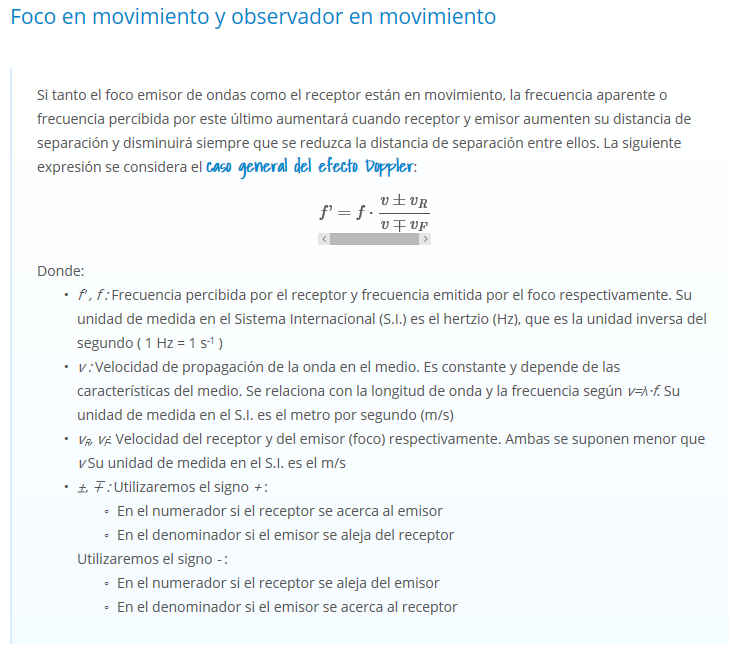 Foco en movimiento y observador en movimiento
Si tanto el foco emisor de ondas como el receptor están en movimiento, la frecuencia aparente o
frecuencia percibida por este último aumentará cuando receptor y emisor aumenten su distancia de
separación y disminuirá siempre que se reduzca la distancia de separación entre ellos. La siguiente
expresión se considera el caso general del efecto Doppler:
f' = f · (v ± vR) / (v ∓ vF)
Donde:
• f', f : Frecuencia percibida por el receptor y frecuencia emitida por el foco respectivamente. Su
unidad de medida en el Sistema Internacional (S.I.) es el hertzio (Hz), que es la unidad inversa del
segundo ( 1 Hz = 1 s-1 )
• v : Velocidad de propagación de la onda en el medio. Es constante y depende de las
características del medio. Se relaciona con la longitud de onda y la frecuencia según v=λ·f. Su
unidad de medida en el S.I. es el metro por segundo (m/s)
• vR, vF: Velocidad del receptor y del emisor (foco) respectivamente. Ambas se suponen menor que
v Su unidad de medida en el S.I. es el m/s
• ±, ∓ : Utilizaremos el signo + :
◦ En el numerador si el receptor se acerca al emisor
◦ En el denominador si el emisor se aleja del receptor
Utilizaremos el signo - :
◦ En el numerador si el receptor se aleja del emisor
◦ En el denominador si el emisor se acerca al receptor